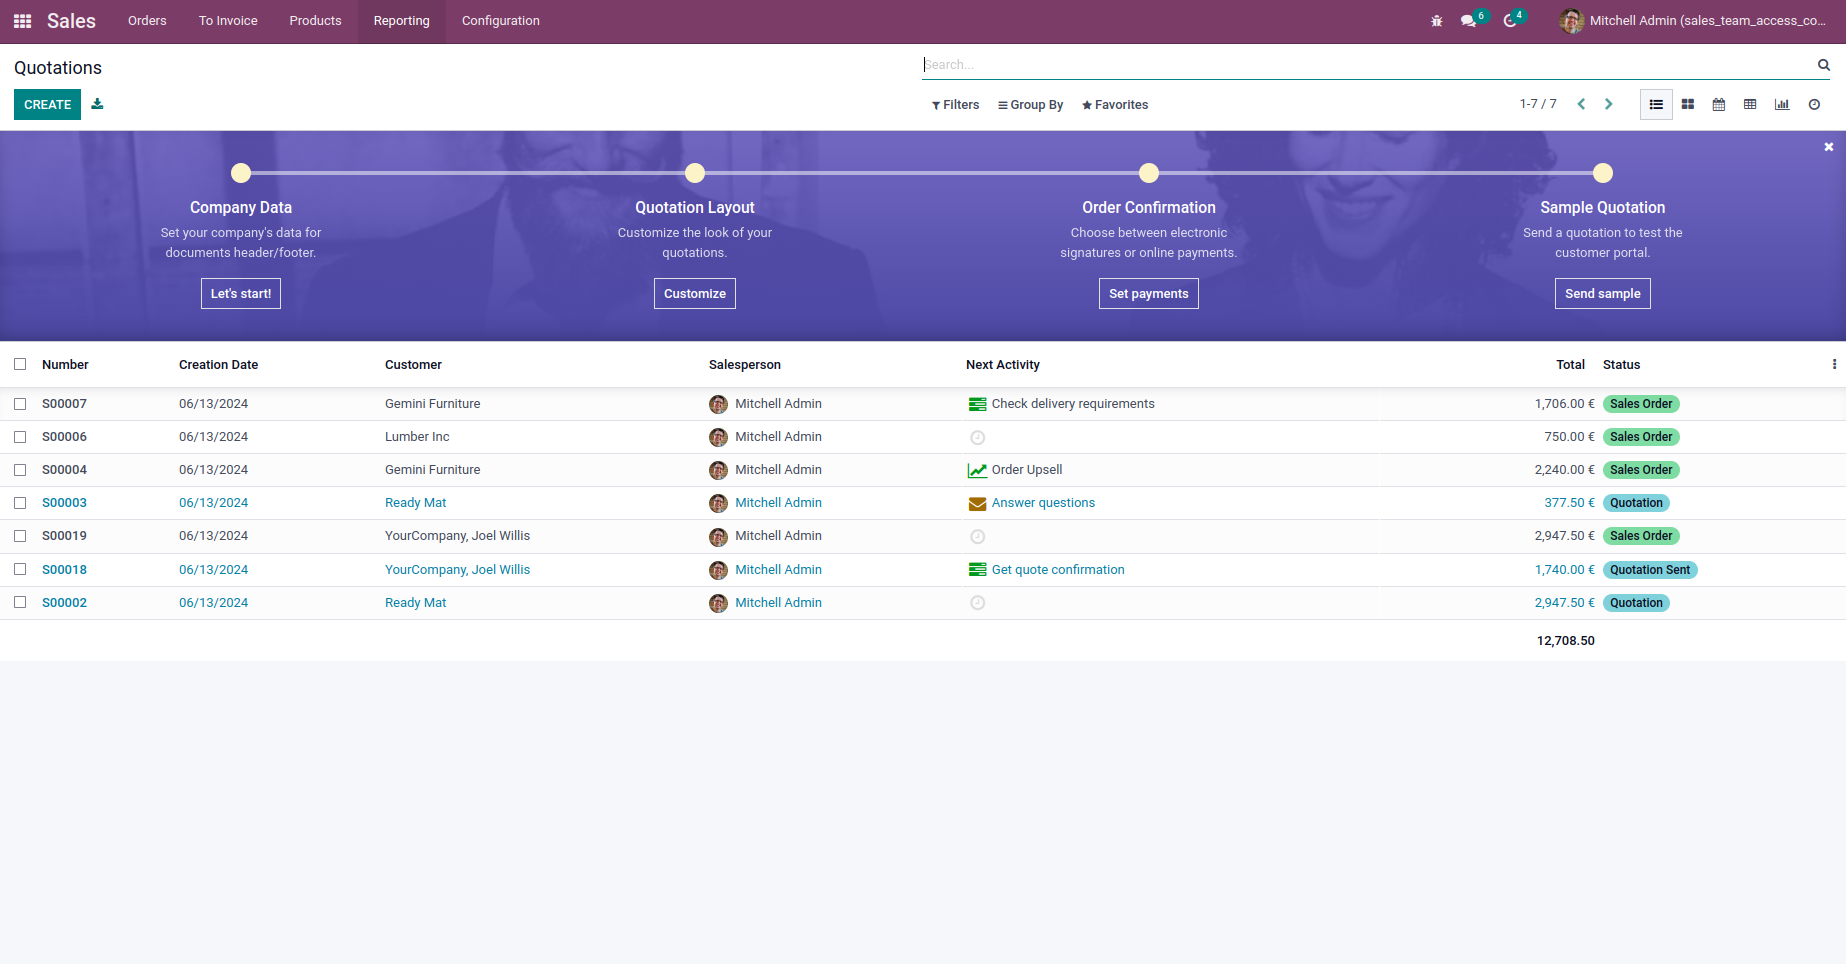 Sales Orders To Invoice Products Reporting Configuration 6 4 Mitchell Admin (sales_team_access_co...
Quotations Search...
CREATE Filters Group By Favorites 1-7 / 7
Company Data Quotation Layout Order Confirmation Sample Quotation
Set your company's data for Customize the look of your Choose between electronic Send a quotation to test the
documents header/footer. quotations. signatures or online payments. customer portal.
Let's start! Customize Set payments Send sample
Number Creation Date Customer Salesperson Next Activity Total Status
S00007 06/13/2024 Gemini Furniture Mitchell Admin Check delivery requirements 1,706.00 € Sales Order
S00006 06/13/2024 Lumber Inc Mitchell Admin 750.00 € Sales Order
S00004 06/13/2024 Gemini Furniture Mitchell Admin Order Upsell 2,240.00 € Sales Order
S00003 06/13/2024 Ready Mat Mitchell Admin Answer questions 377.50 € Quotation
S00019 06/13/2024 YourCompany, Joel Willis Mitchell Admin 2,947.50 € Sales Order
S00018 06/13/2024 YourCompany, Joel Willis Mitchell Admin Get quote confirmation 1,740.00 € Quotation Sent
S00002 06/13/2024 Ready Mat Mitchell Admin 2,947.50 € Quotation
12,708.50